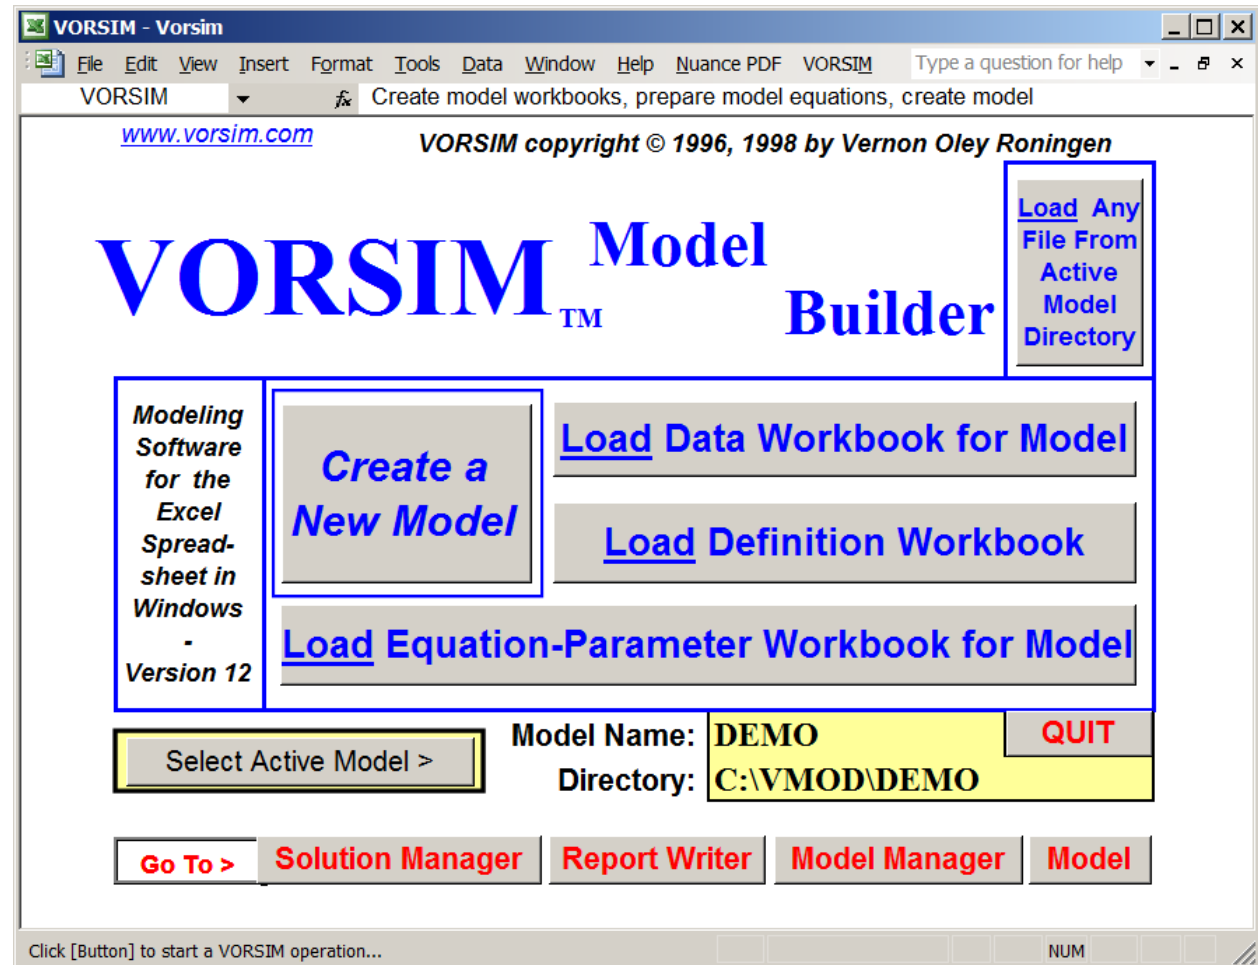 VORSIM - Vorsim
File Edit View Insert Format Tools Data Window Help Nuance PDF VORSIM Type a question for help
VORSIM fx Create model workbooks, prepare model equations, create model
www.vorsim.com VORSIM copyright © 1996, 1998 by Vernon Oley Roningen
Load Any
File From
Active
Model
Directory
VORSIM TM Model
Builder
Modeling
Software
for the
Excel
Spread-
sheet in
Windows
-
Version 12
Create a
New Model
Load Data Workbook for Model
Load Definition Workbook
Load Equation-Parameter Workbook for Model
Select Active Model >
Model Name: DEMO
QUIT
Directory: C:\VMOD\DEMO
Go To > Solution Manager Report Writer Model Manager Model
Click [Button] to start a VORSIM operation... NUM